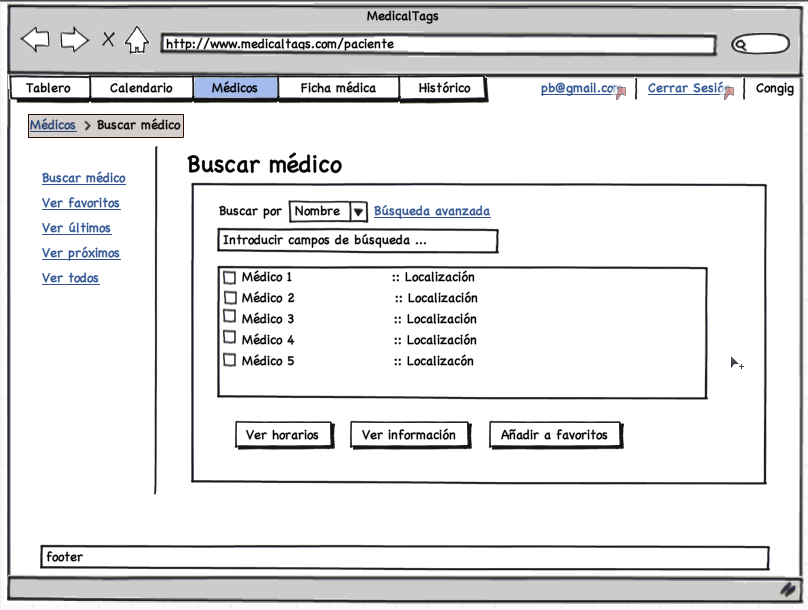 MedicalTags
http://www.medicaltags.com/paciente
Tablero Calendario Médicos Ficha médica Histórico pb@gmail.com Cerrar Sesión Congig
Médicos > Buscar médico
Buscar médico
Buscar médico
Ver favoritos
Ver últimos
Ver próximos
Ver todos
Buscar por Nombre Búsqueda avanzada
Introducir campos de búsqueda ...
Médico 1 :: Localización
Médico 2 :: Localización
Médico 3 :: Localización
Médico 4 :: Localización
Médico 5 :: Localizacón
Ver horarios Ver información Añadir a favoritos
footer